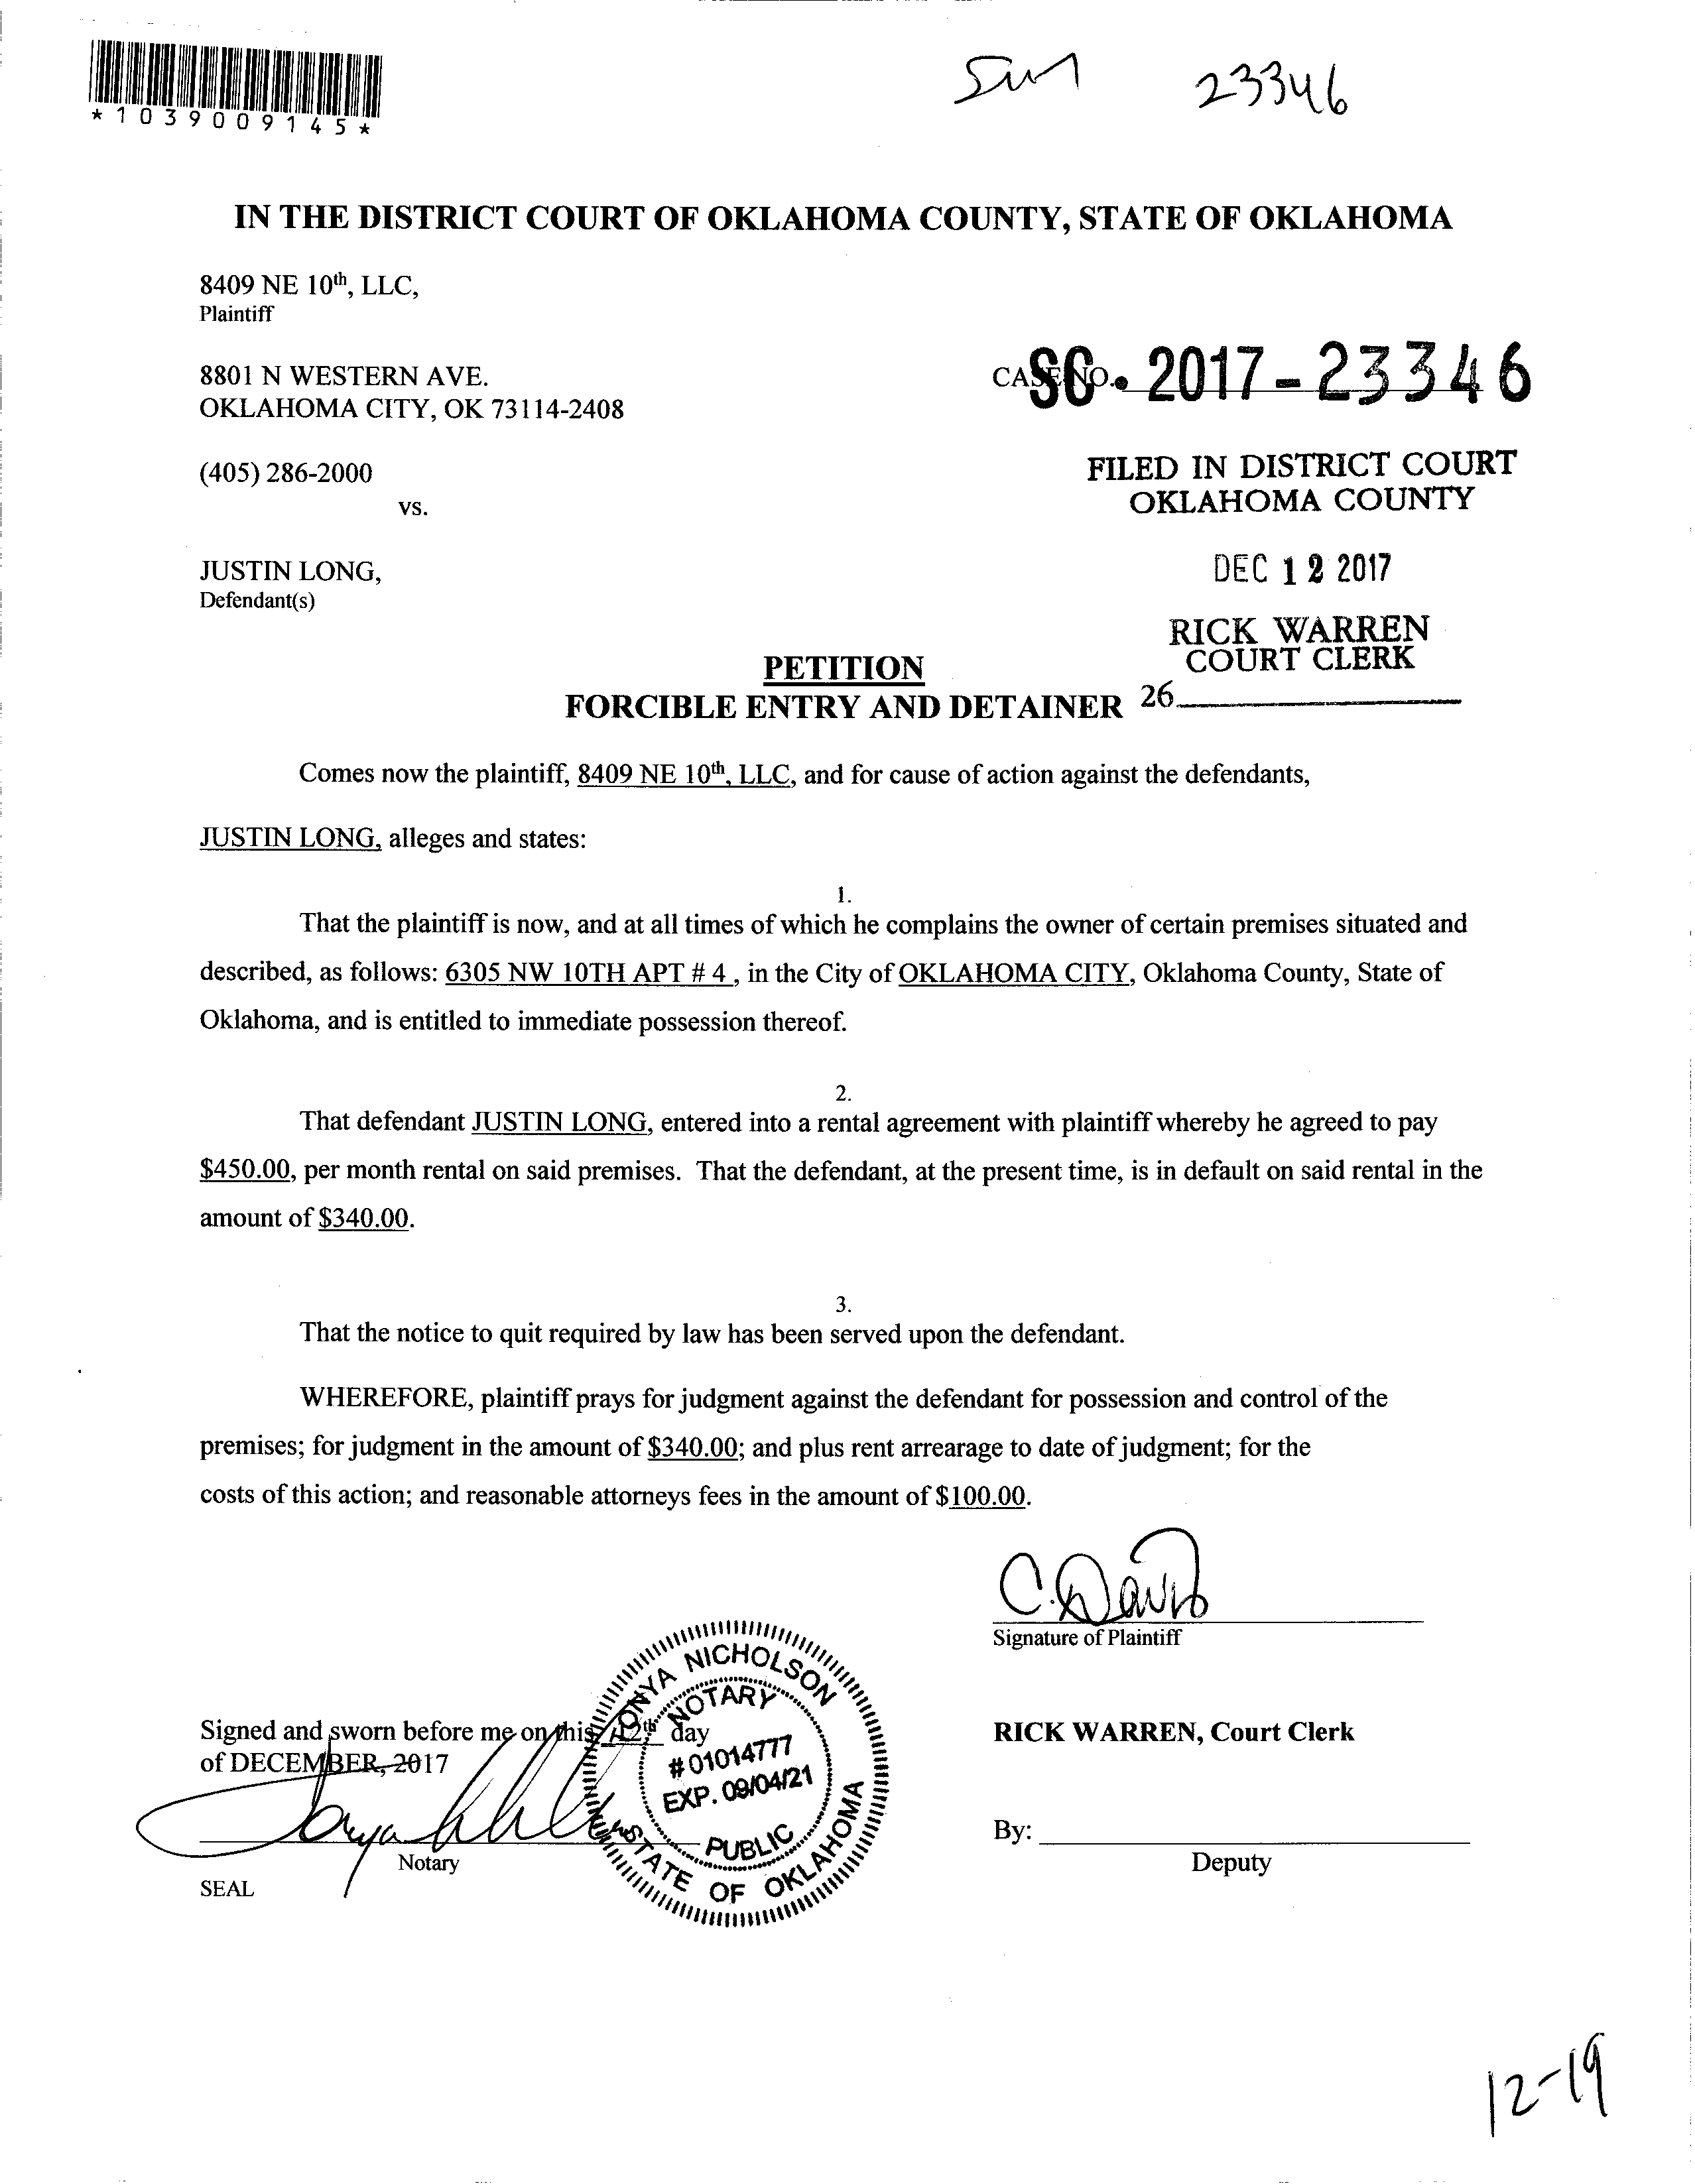 *1039009145*
Sm 23346
IN THE DISTRICT COURT OF OKLAHOMA COUNTY, STATE OF OKLAHOMA
8409 NE 10th, LLC,
Plaintiff
8801 N WESTERN AVE.
OKLAHOMA CITY, OK 73114-2408
CASE NO. SC-2017-23346
(405) 286-2000
vs.
FILED IN DISTRICT COURT
OKLAHOMA COUNTY
DEC 12 2017
JUSTIN LONG,
Defendant(s)
RICK WARREN
COURT CLERK
26
PETITION
FORCIBLE ENTRY AND DETAINER
Comes now the plaintiff, 8409 NE 10th, LLC, and for cause of action against the defendants,
JUSTIN LONG, alleges and states:
1.
That the plaintiff is now, and at all times of which he complains the owner of certain premises situated and
described, as follows: 6305 NW 10TH APT # 4 , in the City of OKLAHOMA CITY, Oklahoma County, State of
Oklahoma, and is entitled to immediate possession thereof.
2.
That defendant JUSTIN LONG, entered into a rental agreement with plaintiff whereby he agreed to pay
$450.00, per month rental on said premises. That the defendant, at the present time, is in default on said rental in the
amount of $340.00.
3.
That the notice to quit required by law has been served upon the defendant.
WHEREFORE, plaintiff prays for judgment against the defendant for possession and control of the
premises; for judgment in the amount of $340.00; and plus rent arrearage to date of judgment; for the
costs of this action; and reasonable attorneys fees in the amount of $100.00.
C. Davis
Signature of Plaintiff
Signed and sworn before me on this 12th day
of DECEMBER, 2017
TONYA NICHOLSON
NOTARY
#01014777
EXP. 09/04/21
PUBLIC
STATE OF OKLAHOMA
Notary
SEAL
RICK WARREN, Court Clerk
By:
Deputy
12-19